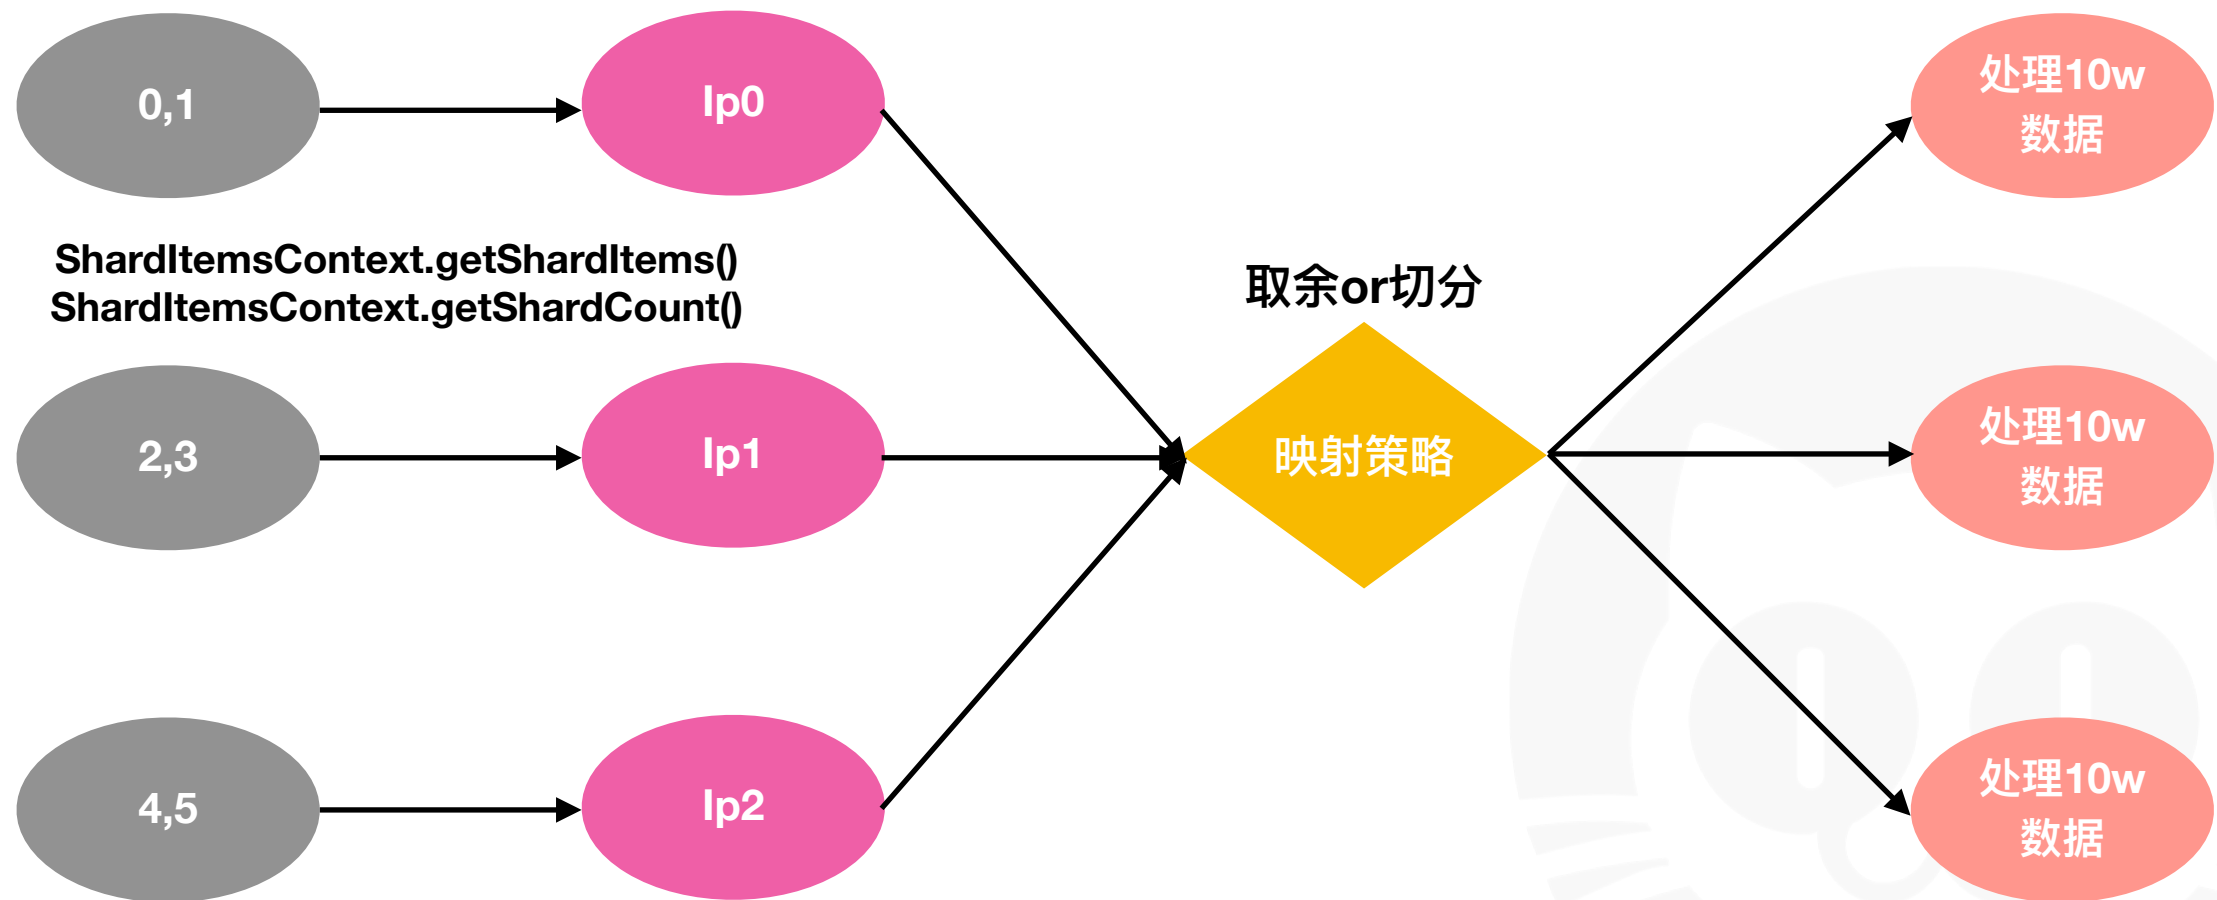 0,1
Ip0
处理10w
数据
ShardItemsContext.getShardItems()
ShardItemsContext.getShardCount()
取余or切分
2,3
Ip1
映射策略
处理10w
数据
4,5
Ip2
处理10w
数据